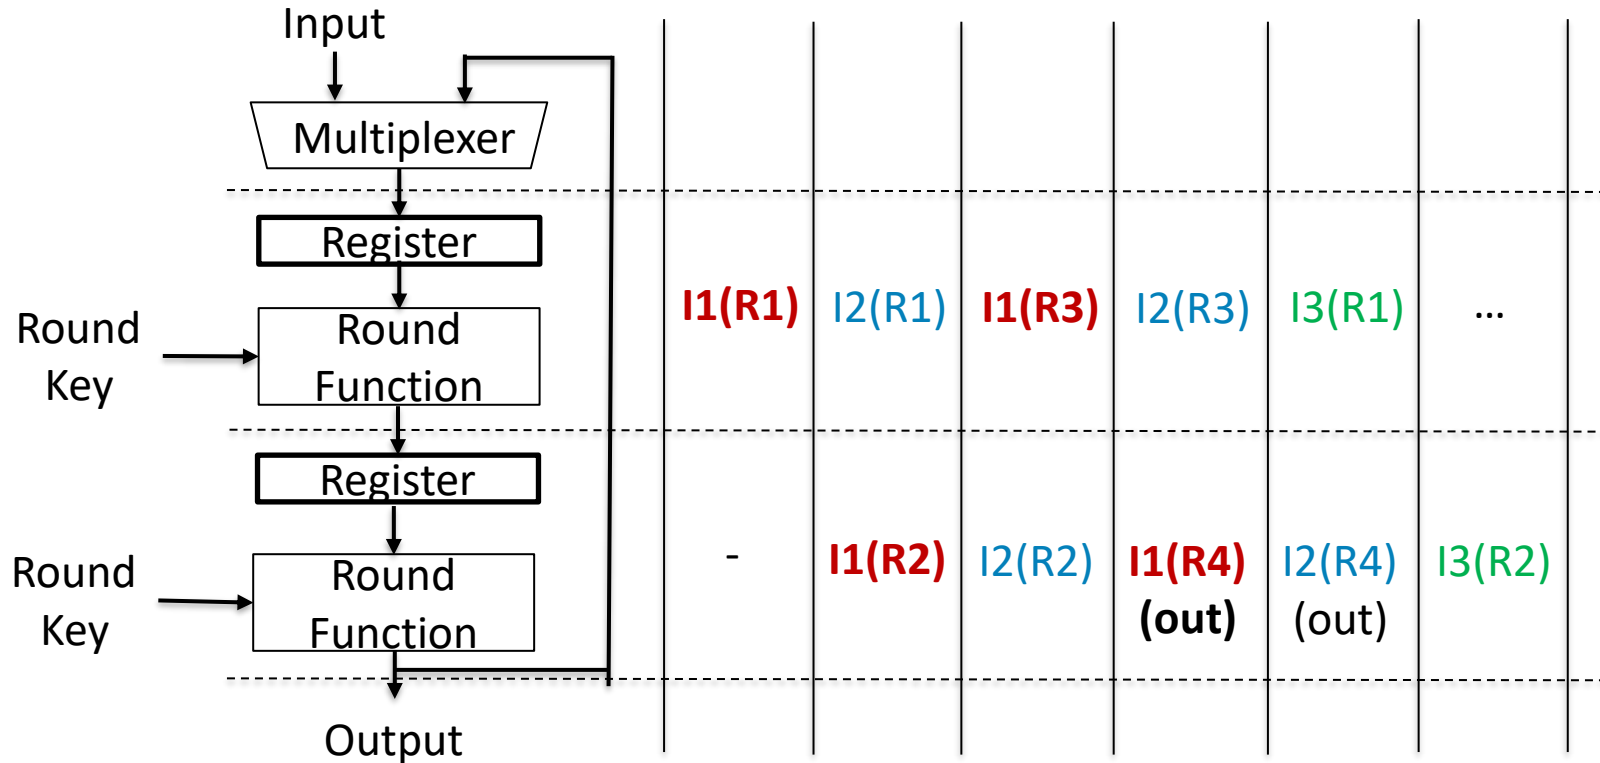 Input
Multiplexer
Register
Round
Function
Round
Key
I1(R1) I2(R1) I1(R3) I2(R3) I3(R1) ...
Register
Round
Function
Round
Key
- I1(R2) I2(R2) I1(R4) I2(R4) I3(R2)
(out) (out)
Output